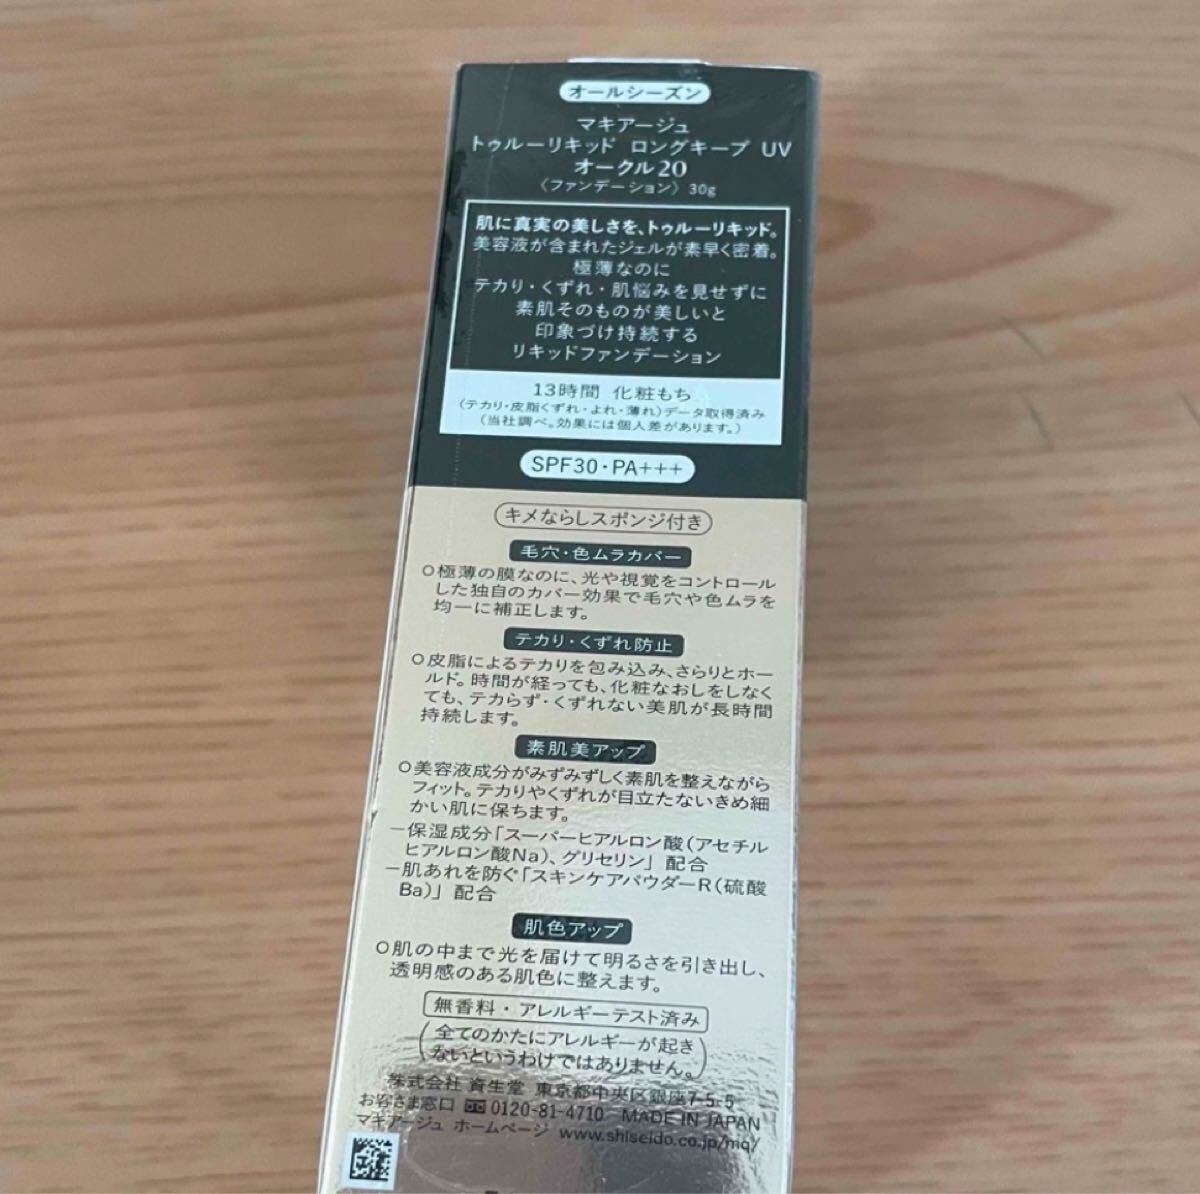 オールシーズン
マキアージュ
トゥルーリキッド ロングキープ UV
オークル20
〈ファンデーション〉30g
肌に真実の美しさを、トゥルーリキッド。
美容液が含まれたジェルが素早く密着。
極薄なのに
テカリ・くずれ・肌悩みを見せずに
素肌そのものが美しいと
印象づけ持続する
リキッドファンデーション
13時間 化粧もち
(テカリ・皮脂くずれ・よれ・薄れ)データ取得済み
(当社調べ。効果には個人差があります。)
SPF30・PA+++
キメならしスポンジ付き
毛穴・色ムラカバー
○極薄の膜なのに、光や視覚をコントロール
した独自のカバー効果で毛穴や色ムラを
均一に補正します。
テカリ・くずれ防止
○皮脂によるテカリを包み込み、さらりとホー
ルド。時間が経っても、化粧なおしをしなく
ても、テカらず・くずれない美肌が長時間
持続します。
素肌美アップ
○美容液成分がみずみずしく素肌を整えながら
フィット。テカリやくずれが目立たないきめ細
かい肌に保ちます。
−保湿成分「スーパーヒアルロン酸(アセチル
ヒアルロン酸Na)、グリセリン」配合
−肌あれを防ぐ「スキンケアパウダーR(硫酸
Ba)」配合
肌色アップ
○肌の中まで光を届けて明るさを引き出し、
透明感のある肌色に整えます。
無香料・アレルギーテスト済み
(全てのかたにアレルギーが起き
ないというわけではありません。)
株式会社 資生堂 東京都中央区銀座7-5-5
お客さま窓口 0120-81-4710 MADE IN JAPAN
マキアージュ ホームページ www.shiseido.co.jp/mq/